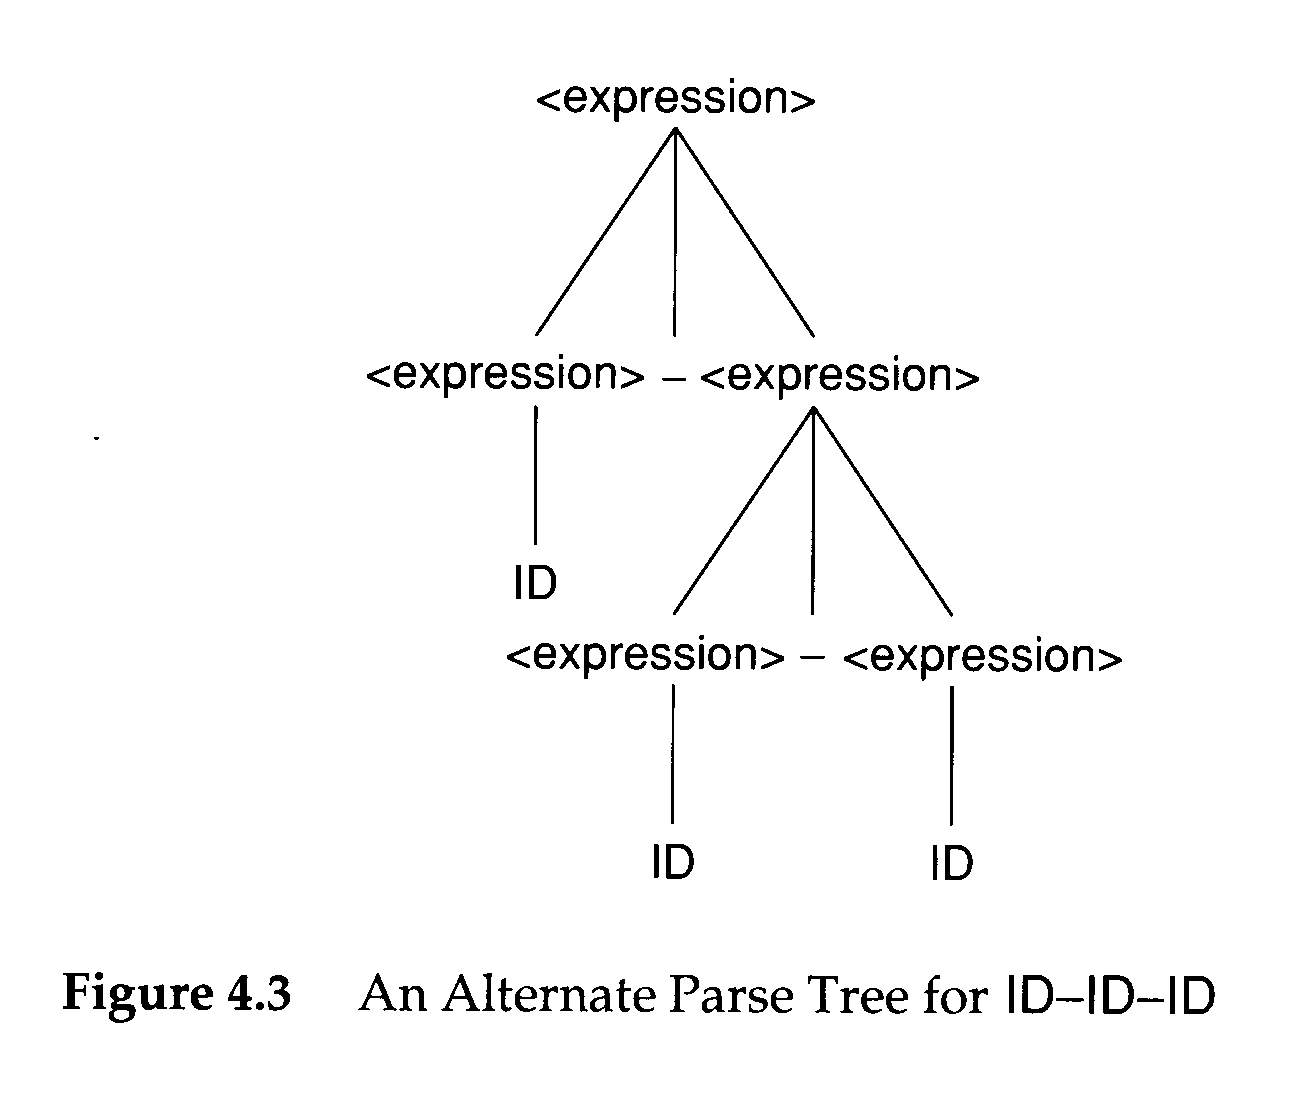 <expression>
<expression> – <expression>
ID
<expression> – <expression>
ID ID
Figure 4.3 An Alternate Parse Tree for ID–ID–ID